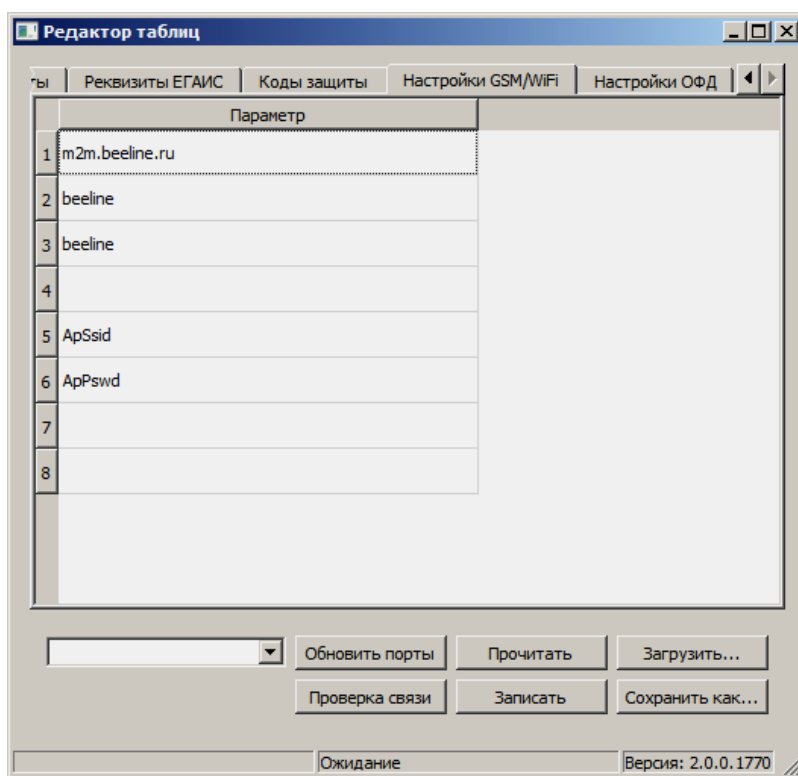 Редактор таблиц
ты Реквизиты ЕГАИС Коды защиты Настройки GSM/WiFi Настройки ОФД
Параметр
1 m2m.beeline.ru
2 beeline
3 beeline
4
5 ApSsid
6 ApPswd
7
8
Обновить порты Прочитать Загрузить...
Проверка связи Записать Сохранить как...
Ожидание Версия: 2.0.0.1770